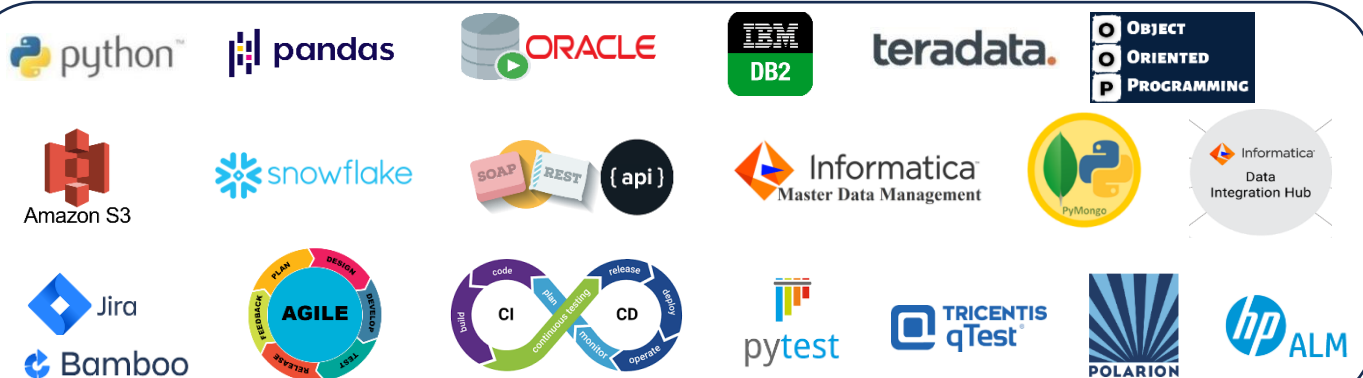 python™
pandas
ORACLE
IBM
DB2
teradata.
O OBJECT
O ORIENTED
P PROGRAMMING
Amazon S3
snowflake
SOAP
REST
{ api }
Informatica
Master Data Management
PyMongo
Informatica
Data
Integration Hub
Jira
Bamboo
AGILE
PLAN
DESIGN
DEVELOP
TEST
RELEASE
FEEDBACK
CI
CD
code
build
plan
continuous testing
release
deploy
operate
monitor
pytest
TRICENTIS
qTest®
POLARION
hp
ALM